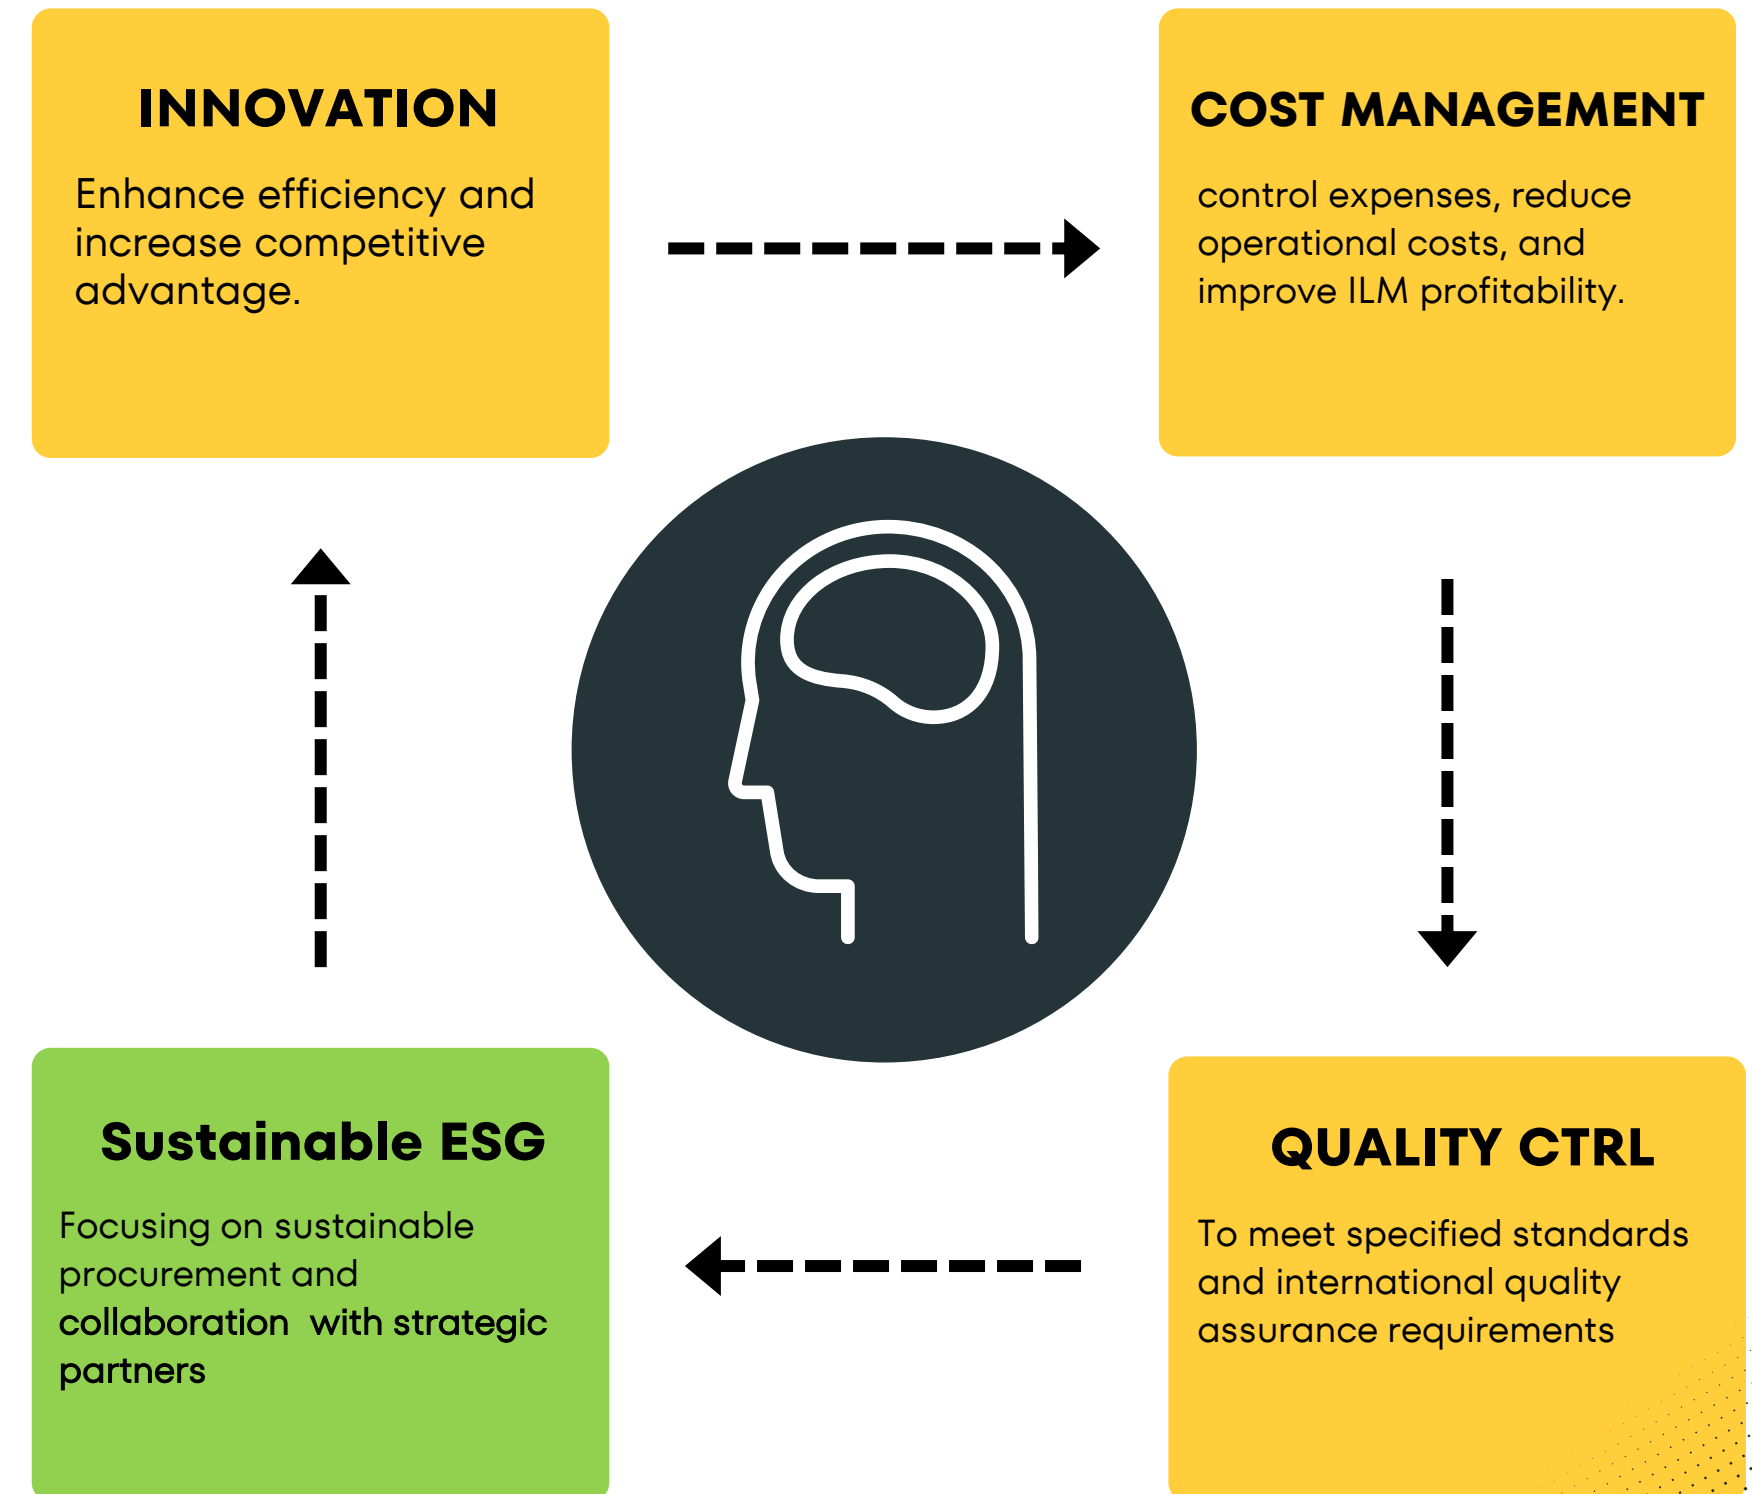 INNOVATION
Enhance efficiency and
increase competitive
advantage.
COST MANAGEMENT
control expenses, reduce
operational costs, and
improve ILM profitability.
Sustainable ESG
Focusing on sustainable
procurement and
collaboration  with strategic
partners
QUALITY CTRL
To meet specified standards
and international quality
assurance requirements